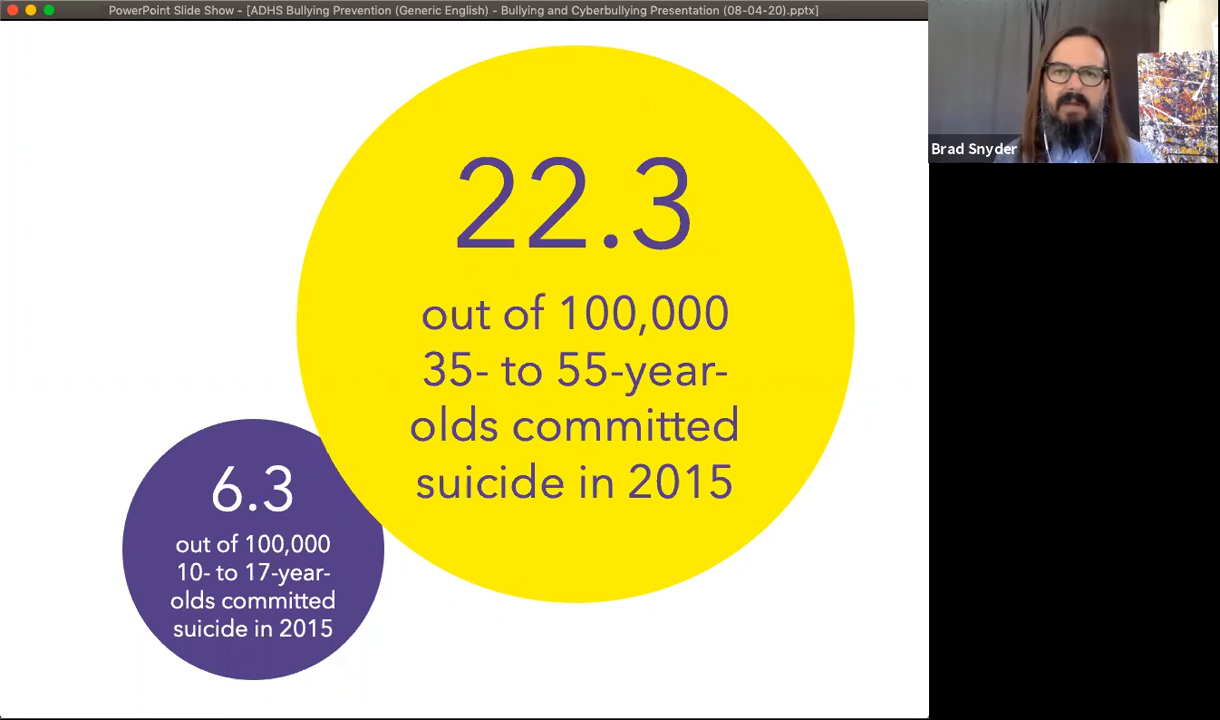 PowerPoint Slide Show - [ADHS Bullying Prevention (Generic English) - Bullying and Cyberbullying Presentation (08-04-20).pptx]
22.3
out of 100,000
35- to 55-year-
olds committed
suicide in 2015
6.3
out of 100,000
10- to 17-year-
olds committed
suicide in 2015
Brad Snyder